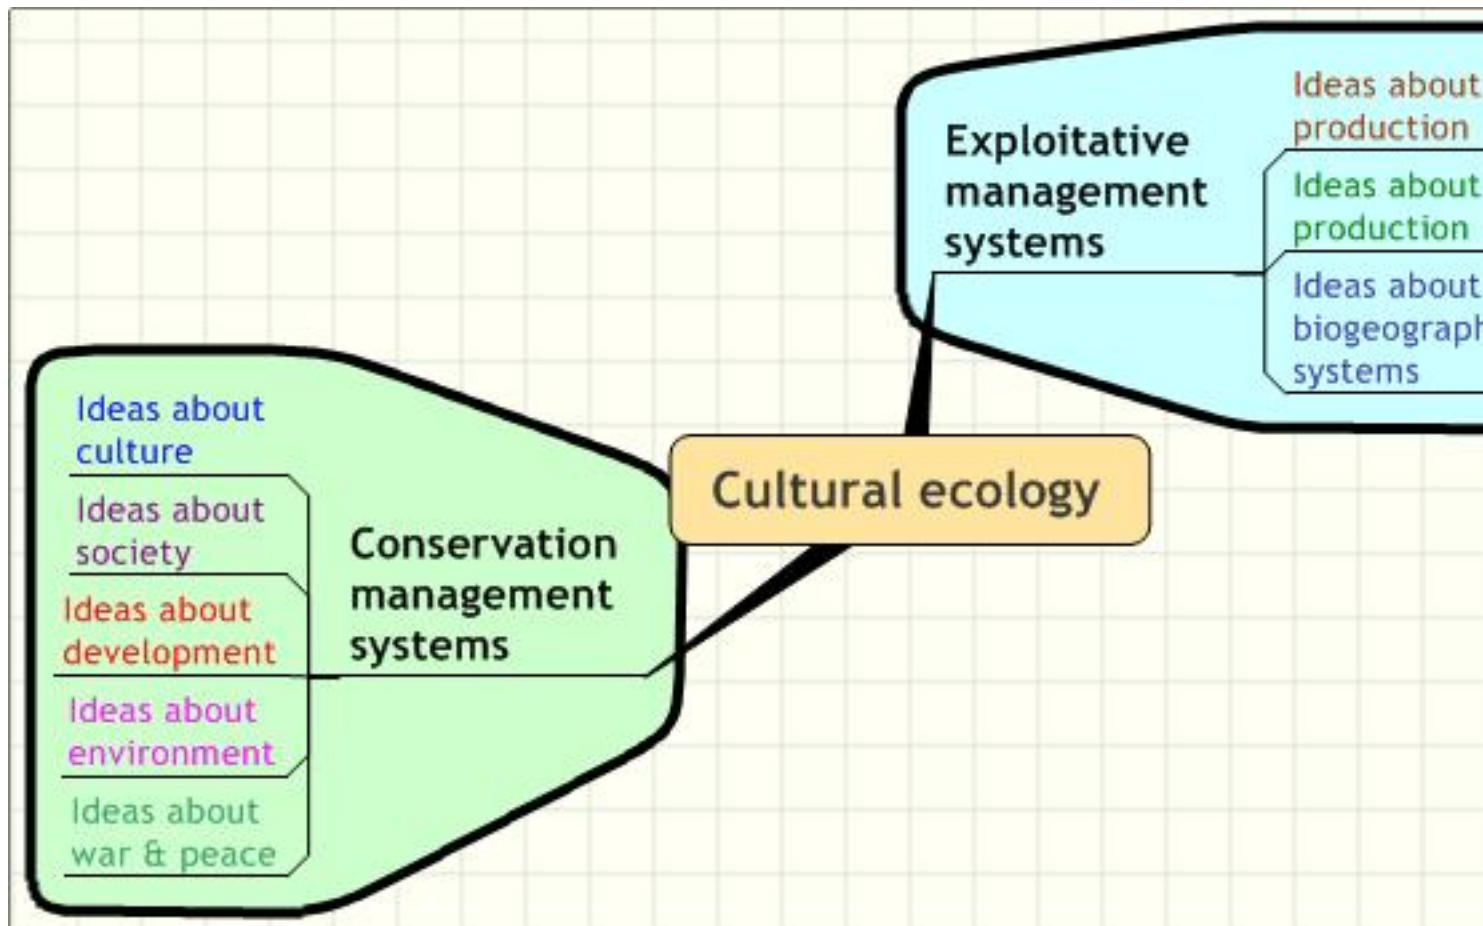 Exploitative
management
systems
Ideas about
production
Ideas about
production
Ideas about
biogeograph
systems
Cultural ecology
Conservation
management
systems
Ideas about
culture
Ideas about
society
Ideas about
development
Ideas about
environment
Ideas about
war & peace